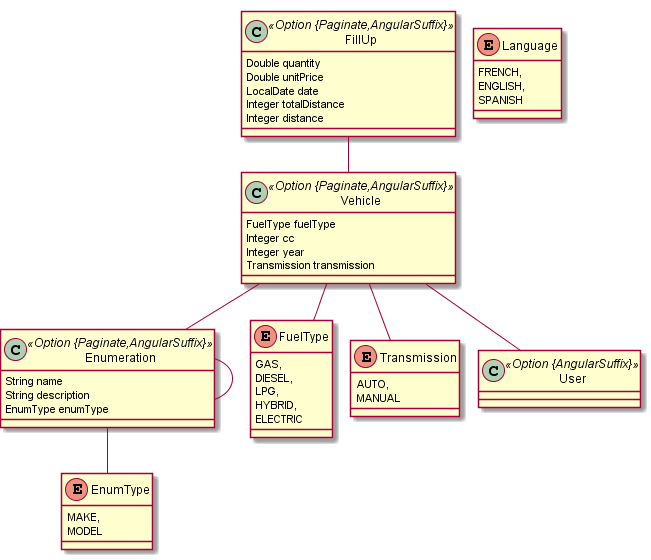 C «Option {Paginate,AngularSuffix}»
FillUp
Double quantity
Double unitPrice
LocalDate date
Integer totalDistance
Integer distance
E Language
FRENCH,
ENGLISH,
SPANISH
C «Option {Paginate,AngularSuffix}»
Vehicle
FuelType fuelType
Integer cc
Integer year
Transmission transmission
C «Option {Paginate,AngularSuffix}»
Enumeration
String name
String description
EnumType enumType
E FuelType
GAS,
DIESEL,
LPG,
HYBRID,
ELECTRIC
E Transmission
AUTO,
MANUAL
C «Option {AngularSuffix}»
User
E EnumType
MAKE,
MODEL